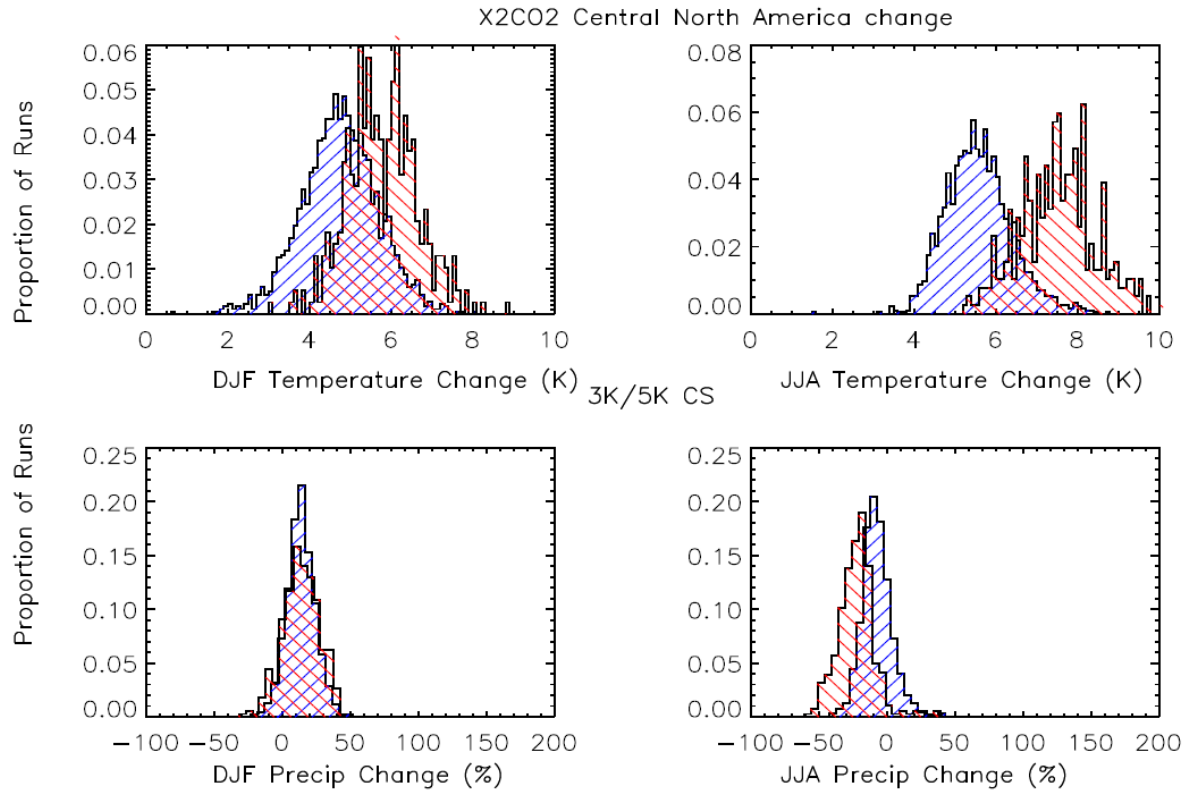 X2CO2 Central North America change
Proportion of Runs
0.06
0.05
0.04
0.03
0.02
0.01
0.00
0 2 4 6 8 10
DJF Temperature Change (K)
0.08
0.06
0.04
0.02
0.00
0 2 4 6 8 10
JJA Temperature Change (K)
3K/5K CS
Proportion of Runs
0.25
0.20
0.15
0.10
0.05
0.00
−100 −50 0 50 100 150 200
DJF Precip Change (%)
0.25
0.20
0.15
0.10
0.05
0.00
−100 −50 0 50 100 150 200
JJA Precip Change (%)